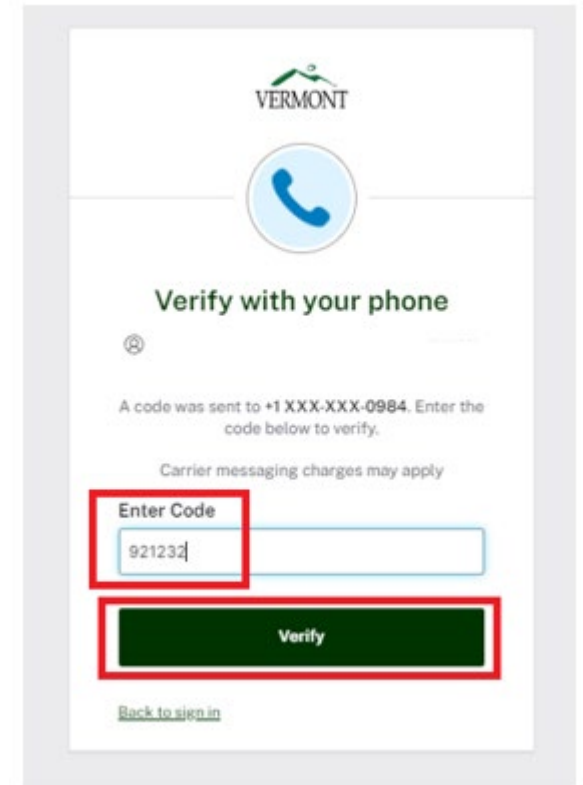 VERMONT
Verify with your phone
A code was sent to +1 XXX-XXX-0984. Enter the
code below to verify.
Carrier messaging charges may apply
Enter Code
921232
Verify
Back to sign in